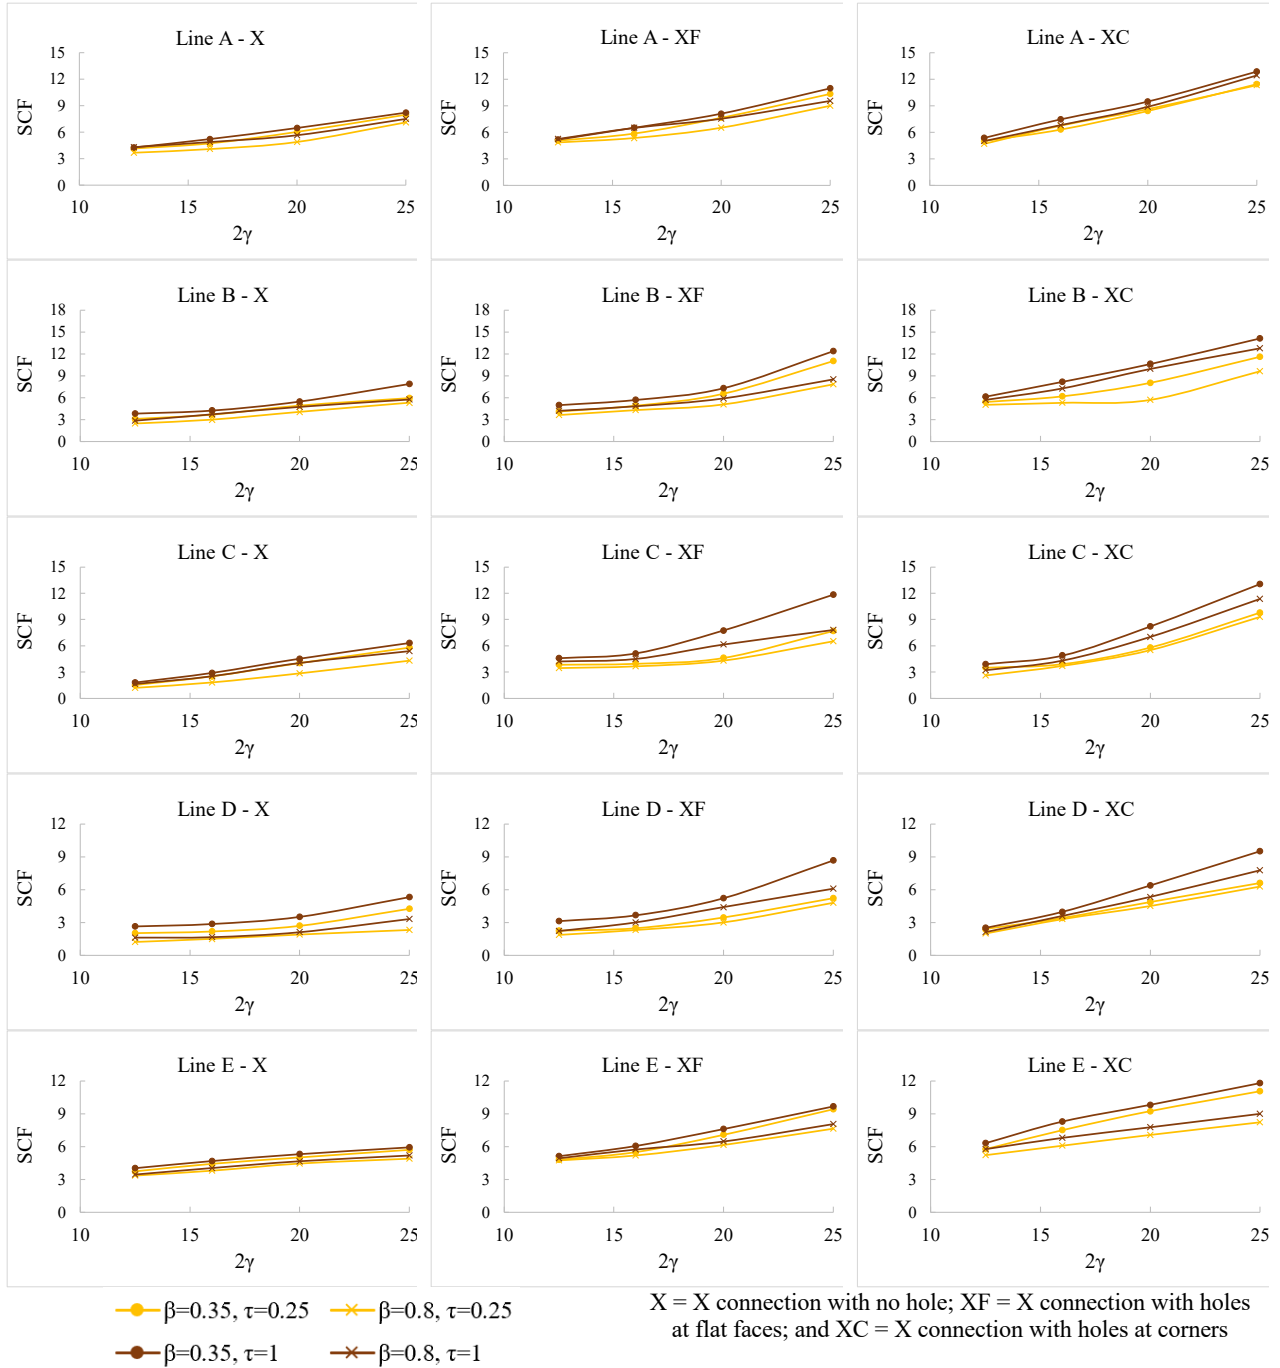 Line A - X
15
12
9
6
3
0
SCF
10 15 20 25
2γ
Line A - XF
15
12
9
6
3
0
SCF
10 15 20 25
2γ
Line A - XC
15
12
9
6
3
0
SCF
10 15 20 25
2γ
Line B - X
18
15
12
9
6
3
0
SCF
10 15 20 25
2γ
Line B - XF
18
15
12
9
6
3
0
SCF
10 15 20 25
2γ
Line B - XC
18
15
12
9
6
3
0
SCF
10 15 20 25
2γ
Line C - X
15
12
9
6
3
0
SCF
10 15 20 25
2γ
Line C - XF
15
12
9
6
3
0
SCF
10 15 20 25
2γ
Line C - XC
15
12
9
6
3
0
SCF
10 15 20 25
2γ
Line D - X
12
9
6
3
0
SCF
10 15 20 25
2γ
Line D - XF
12
9
6
3
0
SCF
10 15 20 25
2γ
Line D - XC
12
9
6
3
0
SCF
10 15 20 25
2γ
Line E - X
12
9
6
3
0
SCF
10 15 20 25
2γ
Line E - XF
12
9
6
3
0
SCF
10 15 20 25
2γ
Line E - XC
12
9
6
3
0
SCF
10 15 20 25
2γ
β=0.35, τ=0.25 β=0.8, τ=0.25
β=0.35, τ=1 β=0.8, τ=1
X = X connection with no hole; XF = X connection with holes
at flat faces; and XC = X connection with holes at corners